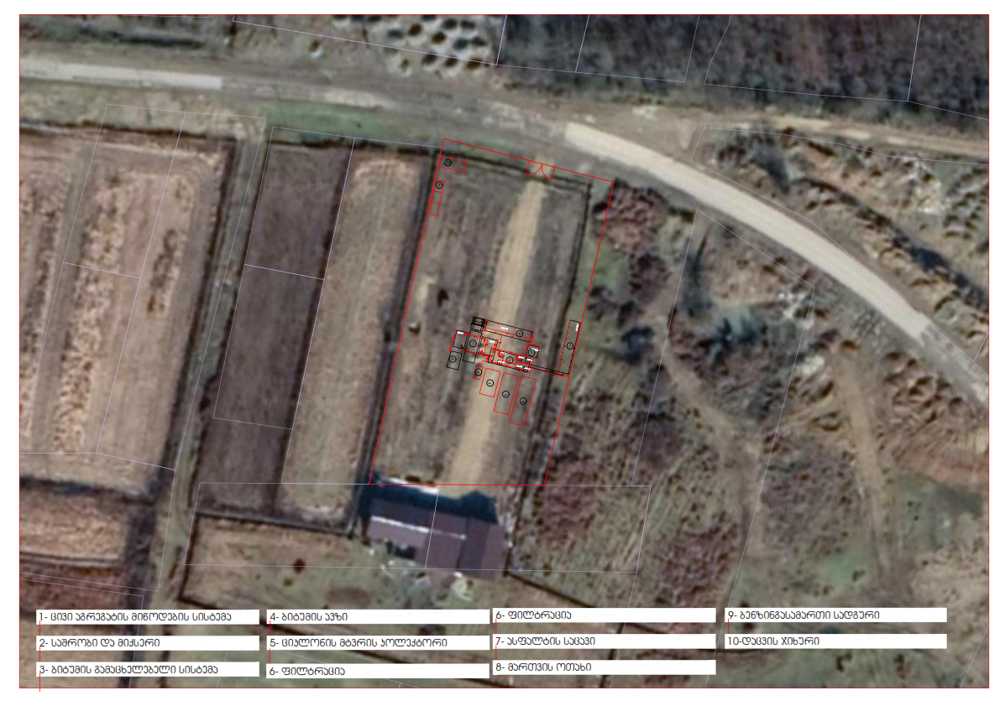 1- ცივი აგრეგატის მიწოდების სისტემა
2- საშრობი და მიქსერი
3- ბიტუმის გამაცხელებელი სისტემა
4- ბიტუმის ავზი
5- ციკლონის მტვრის კოლექტორი
6- ფილტრაცია
6- ფილტრაცია
7- ასფალტის საცავი
8- მართვის ოთახი
9- ბენზინგასამართი სადგური
10-დაცვის ჯიხური